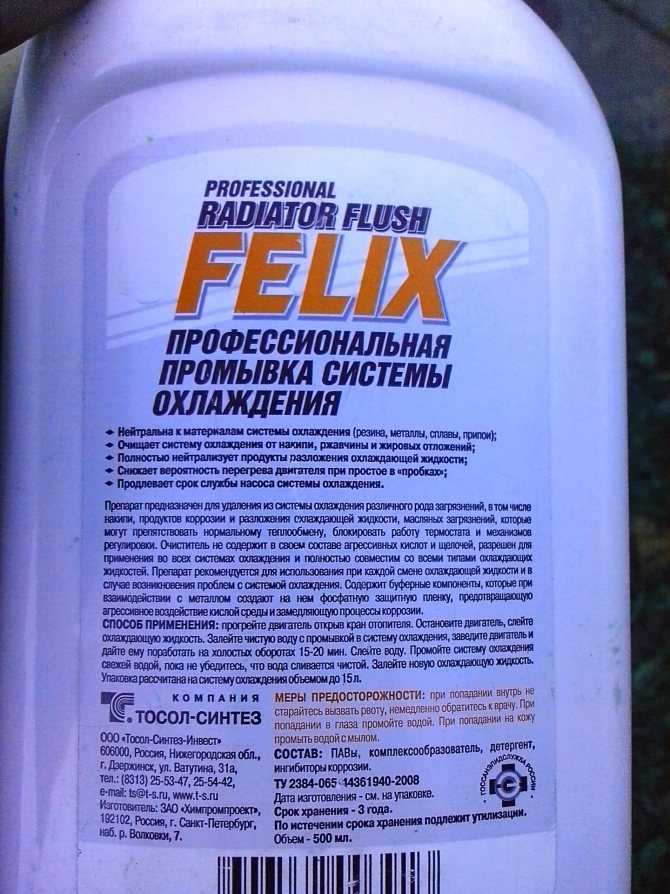 PROFESSIONAL
RADIATOR FLUSH
FELIX
ПРОФЕССИОНАЛЬНАЯ
ПРОМЫВКА СИСТЕМЫ
ОХЛАЖДЕНИЯ
Нейтральна к материалам системы охлаждения (резина, металлы, сплавы, припои);
Очищает систему охлаждения от накипи, ржавчины и жировых отложений;
Полностью нейтрализует продукты разложения охлаждающей жидкости;
Снижает вероятность перегрева двигателя при простое в «пробках»;
Продлевает срок службы насоса системы охлаждения.
Препарат предназначен для удаления из системы охлаждения различного рода загрязнений, в том числе
накипи, продуктов коррозии и разложения охлаждающей жидкости, масляных загрязнений, которые
могут препятствовать нормальному теплообмену, блокировать работу термостата и механизмов
регулировки. Очиститель не содержит в своем составе агрессивных кислот и щелочей, разрешен для
применения во всех системах охлаждения и полностью совместим со всеми типами охлаждающих
жидкостей. Препарат рекомендуется для использования при каждой смене охлаждающей жидкости и в
случае возникновения проблем с системой охлаждения. Содержит буферные компоненты, которые при
взаимодействии с металлом создают на нем фосфатную защитную пленку, предотвращающую
агрессивное воздействие кислой среды и замедляющую процессы коррозии.
СПОСОБ ПРИМЕНЕНИЯ: прогрейте двигатель открыв кран отопителя. Остановите двигатель, слейте
охлаждающую жидкость. Залейте чистую воду с промывкой в систему охлаждения, заведите двигатель и
дайте ему поработать на холостых оборотах 15-20 мин. Слейте воду. Промойте систему охлаждения
свежей водой, пока не убедитесь, что вода сливается чистой. Залейте новую охлаждающую жидкость.
Упаковка рассчитана на систему охлаждения объемом до 15 л.
КОМПАНИЯ
ТОСОЛ-СИНТЕЗ
ООО «Тосол-Синтез-Инвест»
606000, Россия, Нижегородская обл.,
г. Дзержинск, ул. Ватутина, 31а,
тел.: (8313) 25-53-47, 25-54-42,
e-mail: ts@t-s.ru, www.t-s.ru
Изготовитель: ЗАО «Химпромпроект»,
192102, Россия, г. Санкт-Петербург,
наб. р. Волковки, 7.
МЕРЫ ПРЕДОСТОРОЖНОСТИ: при попадании внутрь не
старайтесь вызвать рвоту, немедленно обратитесь к врачу. При
попадании в глаза промойте водой. При попадании на кожу
промыть водой с мылом.
СОСТАВ: ПАВы, комплексообразователь, детергент,
ингибиторы коррозии.
ТУ 2384-065-14361940-2008
Дата изготовления - см. на упаковке.
Срок хранения - 3 года.
По истечении срока хранения подлежит утилизации.
Объем - 500 мл.
ГОССАНЭПИДСЛУЖБА РОССИИ